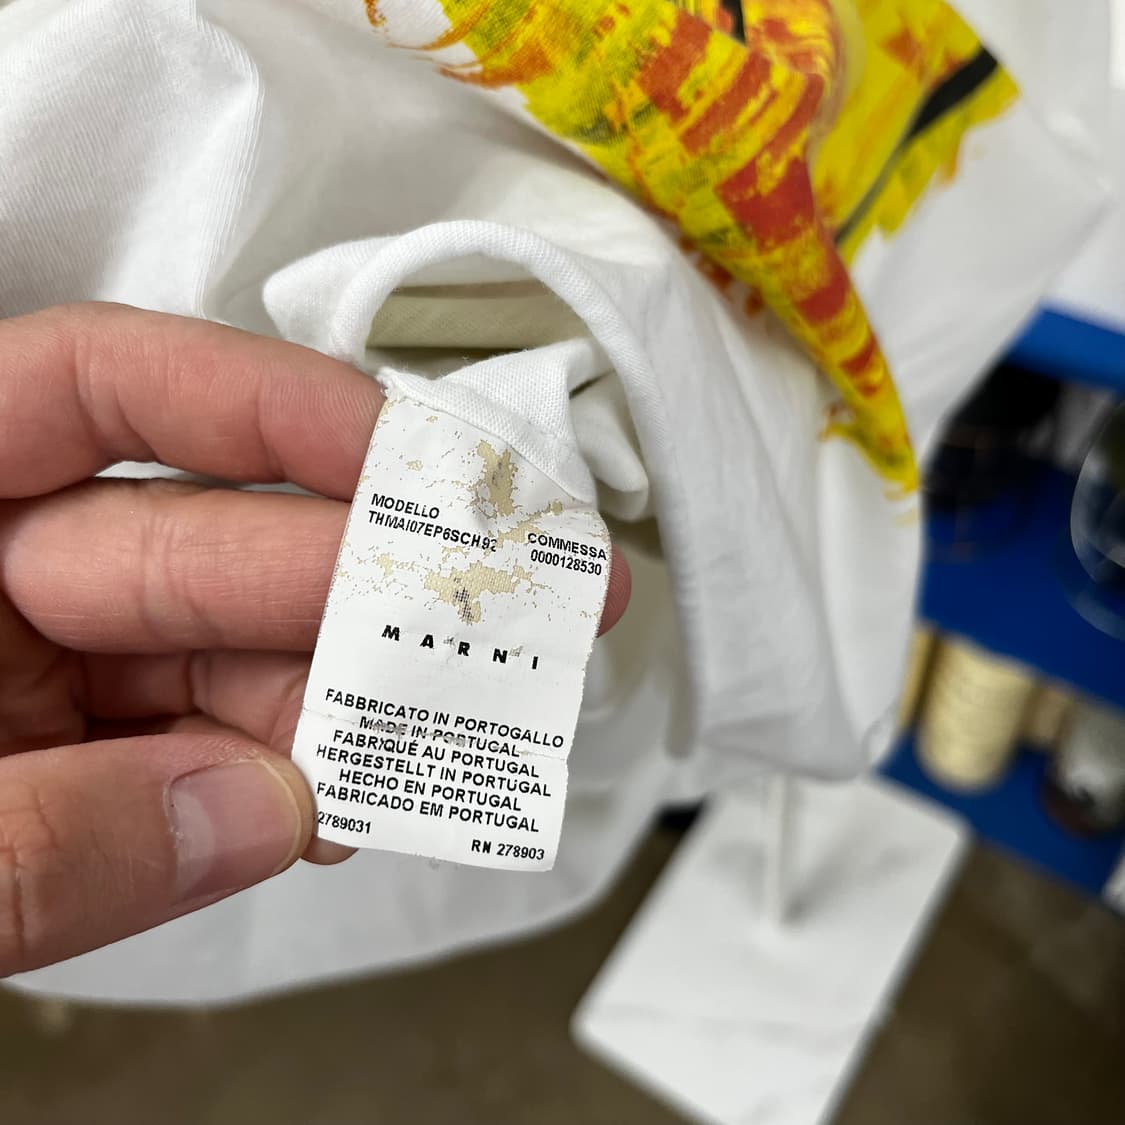 MODELLO
THMAI07EP6SCH92
COMMESSA
0000128530
MARNI
FABBRICATO IN PORTOGALLO
MADE IN PORTUGAL
FABRIQUÉ AU PORTUGAL
HERGESTELLT IN PORTUGAL
HECHO EN PORTUGAL
FABRICADO EM PORTUGAL
2789031
RN 278903